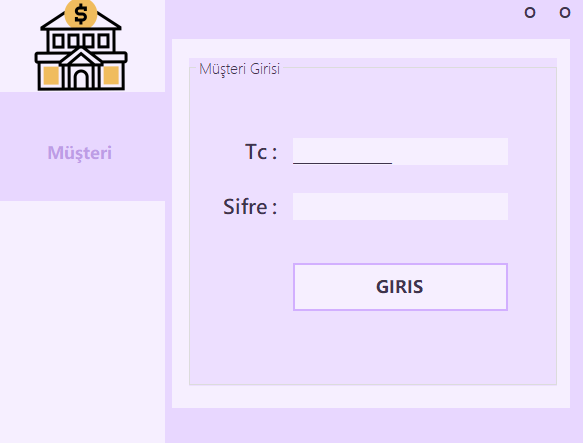 $
O O
Müşteri
Müşteri Girisi
Tc :
Sifre :
GIRIS